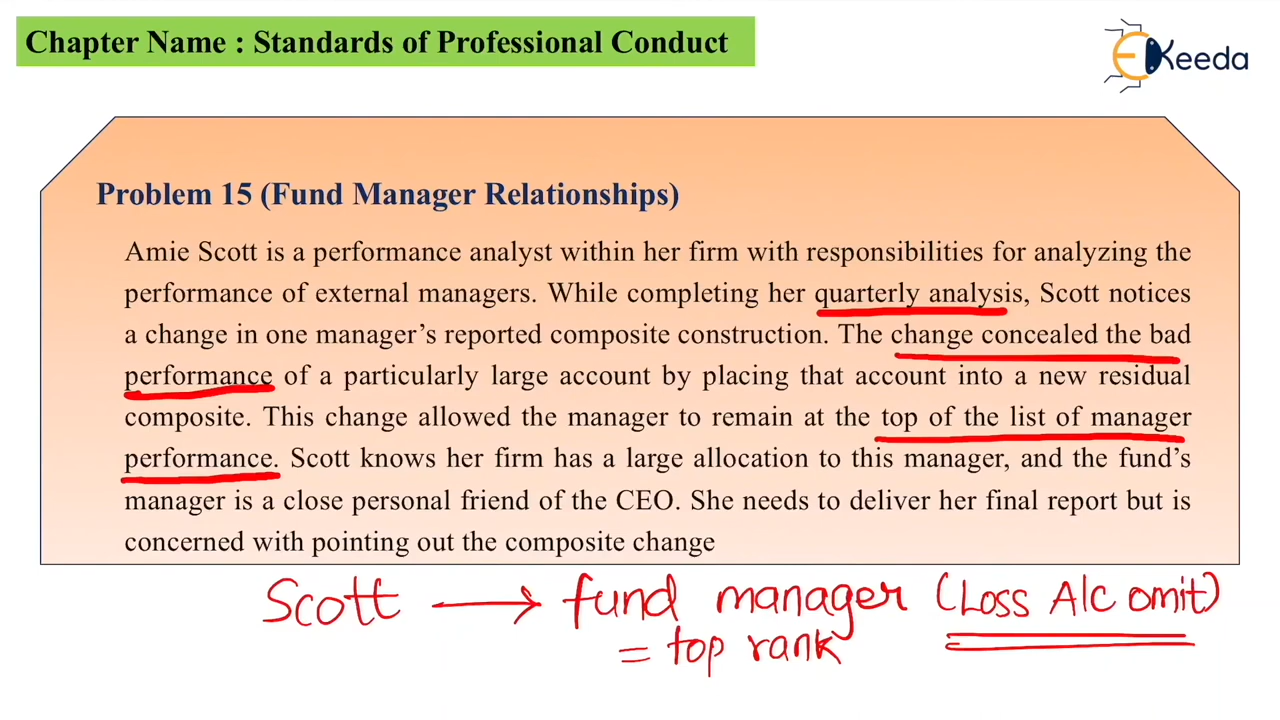 Chapter Name : Standards of Professional Conduct
EKeeda
Problem 15 (Fund Manager Relationships)
Amie Scott is a performance analyst within her firm with responsibilities for analyzing the
performance of external managers. While completing her quarterly analysis, Scott notices
a change in one manager's reported composite construction. The change concealed the bad
performance of a particularly large account by placing that account into a new residual
composite. This change allowed the manager to remain at the top of the list of manager
performance. Scott knows her firm has a large allocation to this manager, and the fund's
manager is a close personal friend of the CEO. She needs to deliver her final report but is
concerned with pointing out the composite change
Scott → fund manager (Loss A/C omit)
= top rank